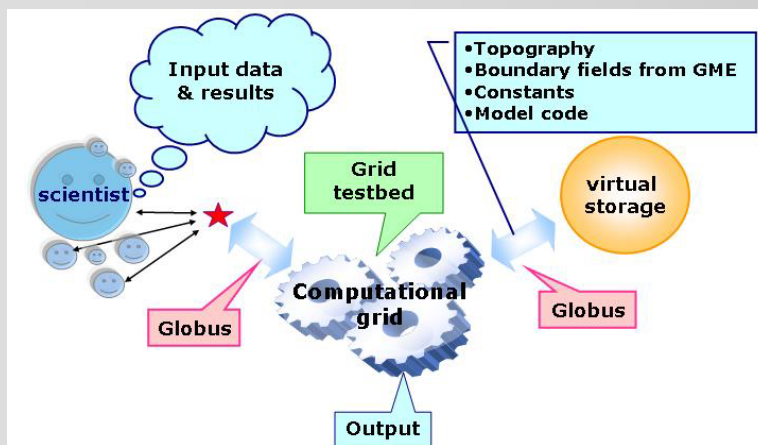 Input data
& results
scientist
•Topography
•Boundary fields from GME
•Constants
•Model code
Grid
testbed
virtual
storage
Computational
grid
Globus
Globus
Output